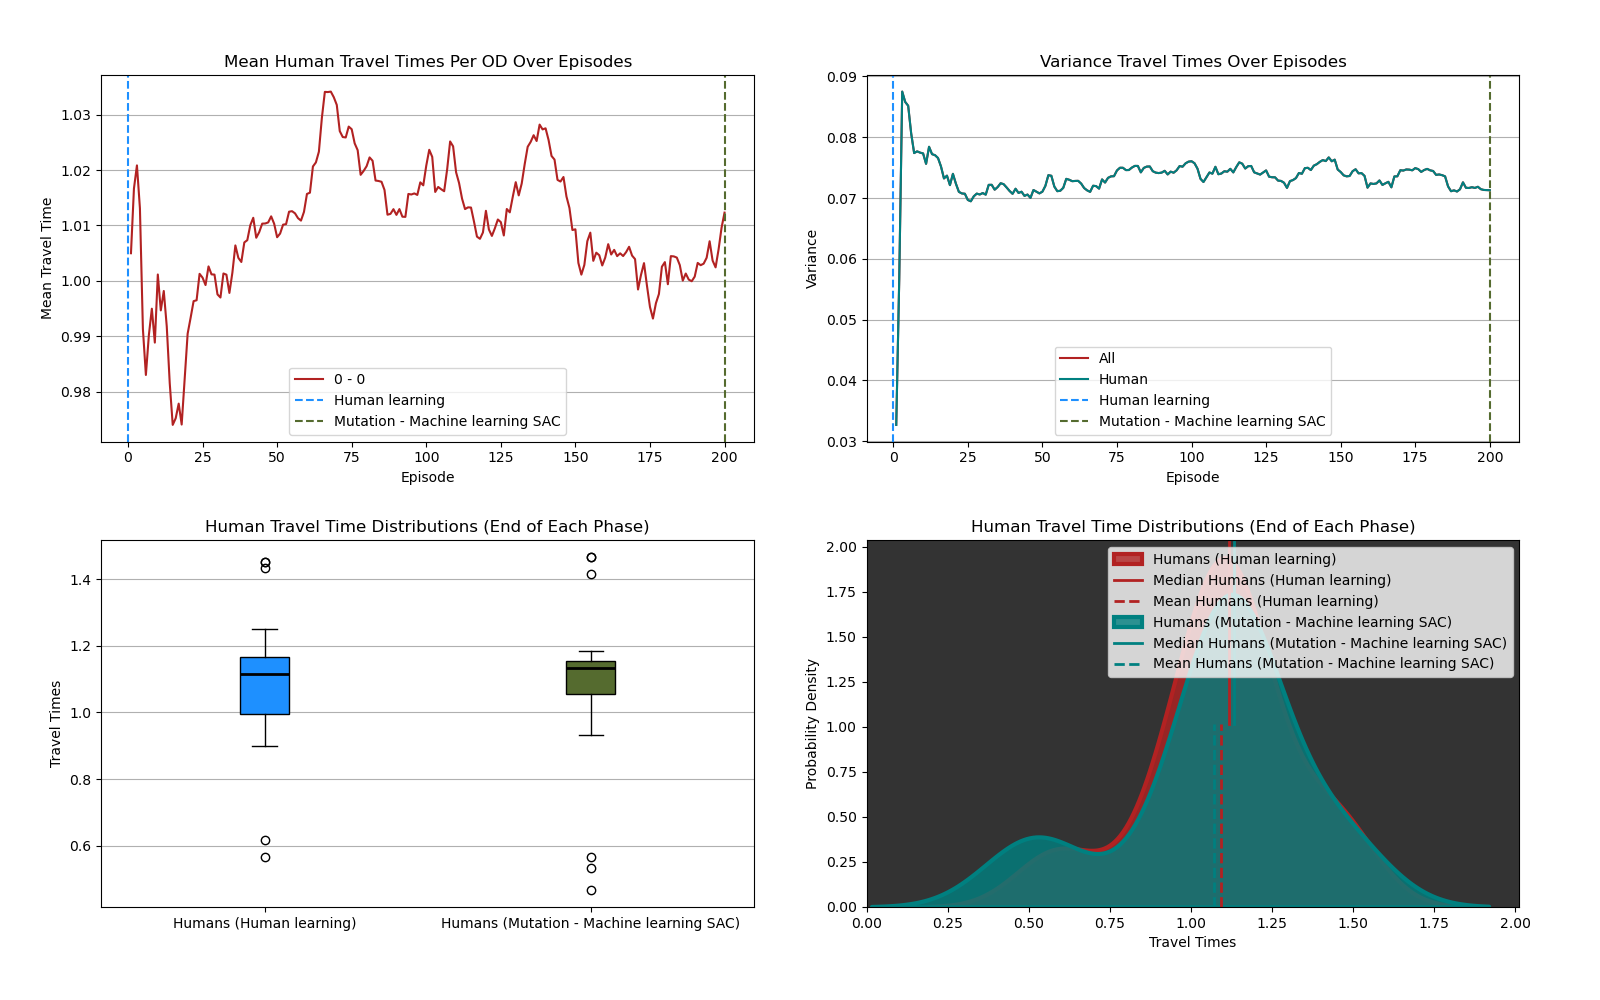 Mean Human Travel Times Per OD Over Episodes
Mean Travel Time
1.03
1.02
1.01
1.00
0.99
0.98
0 - 0
Human learning
Mutation - Machine learning SAC
0 25 50 75 100 125 150 175 200
Episode
Variance Travel Times Over Episodes
Variance
0.09
0.08
0.07
0.06
0.05
0.04
0.03
All
Human
Human learning
Mutation - Machine learning SAC
0 25 50 75 100 125 150 175 200
Episode
Human Travel Time Distributions (End of Each Phase)
Travel Times
1.4
1.2
1.0
0.8
0.6
Humans (Human learning) Humans (Mutation - Machine learning SAC)
Human Travel Time Distributions (End of Each Phase)
Probability Density
2.00
1.75
1.50
1.25
1.00
0.75
0.50
0.25
0.00
Humans (Human learning)
Median Humans (Human learning)
Mean Humans (Human learning)
Humans (Mutation - Machine learning SAC)
Median Humans (Mutation - Machine learning SAC)
Mean Humans (Mutation - Machine learning SAC)
0.00 0.25 0.50 0.75 1.00 1.25 1.50 1.75 2.00
Travel Times